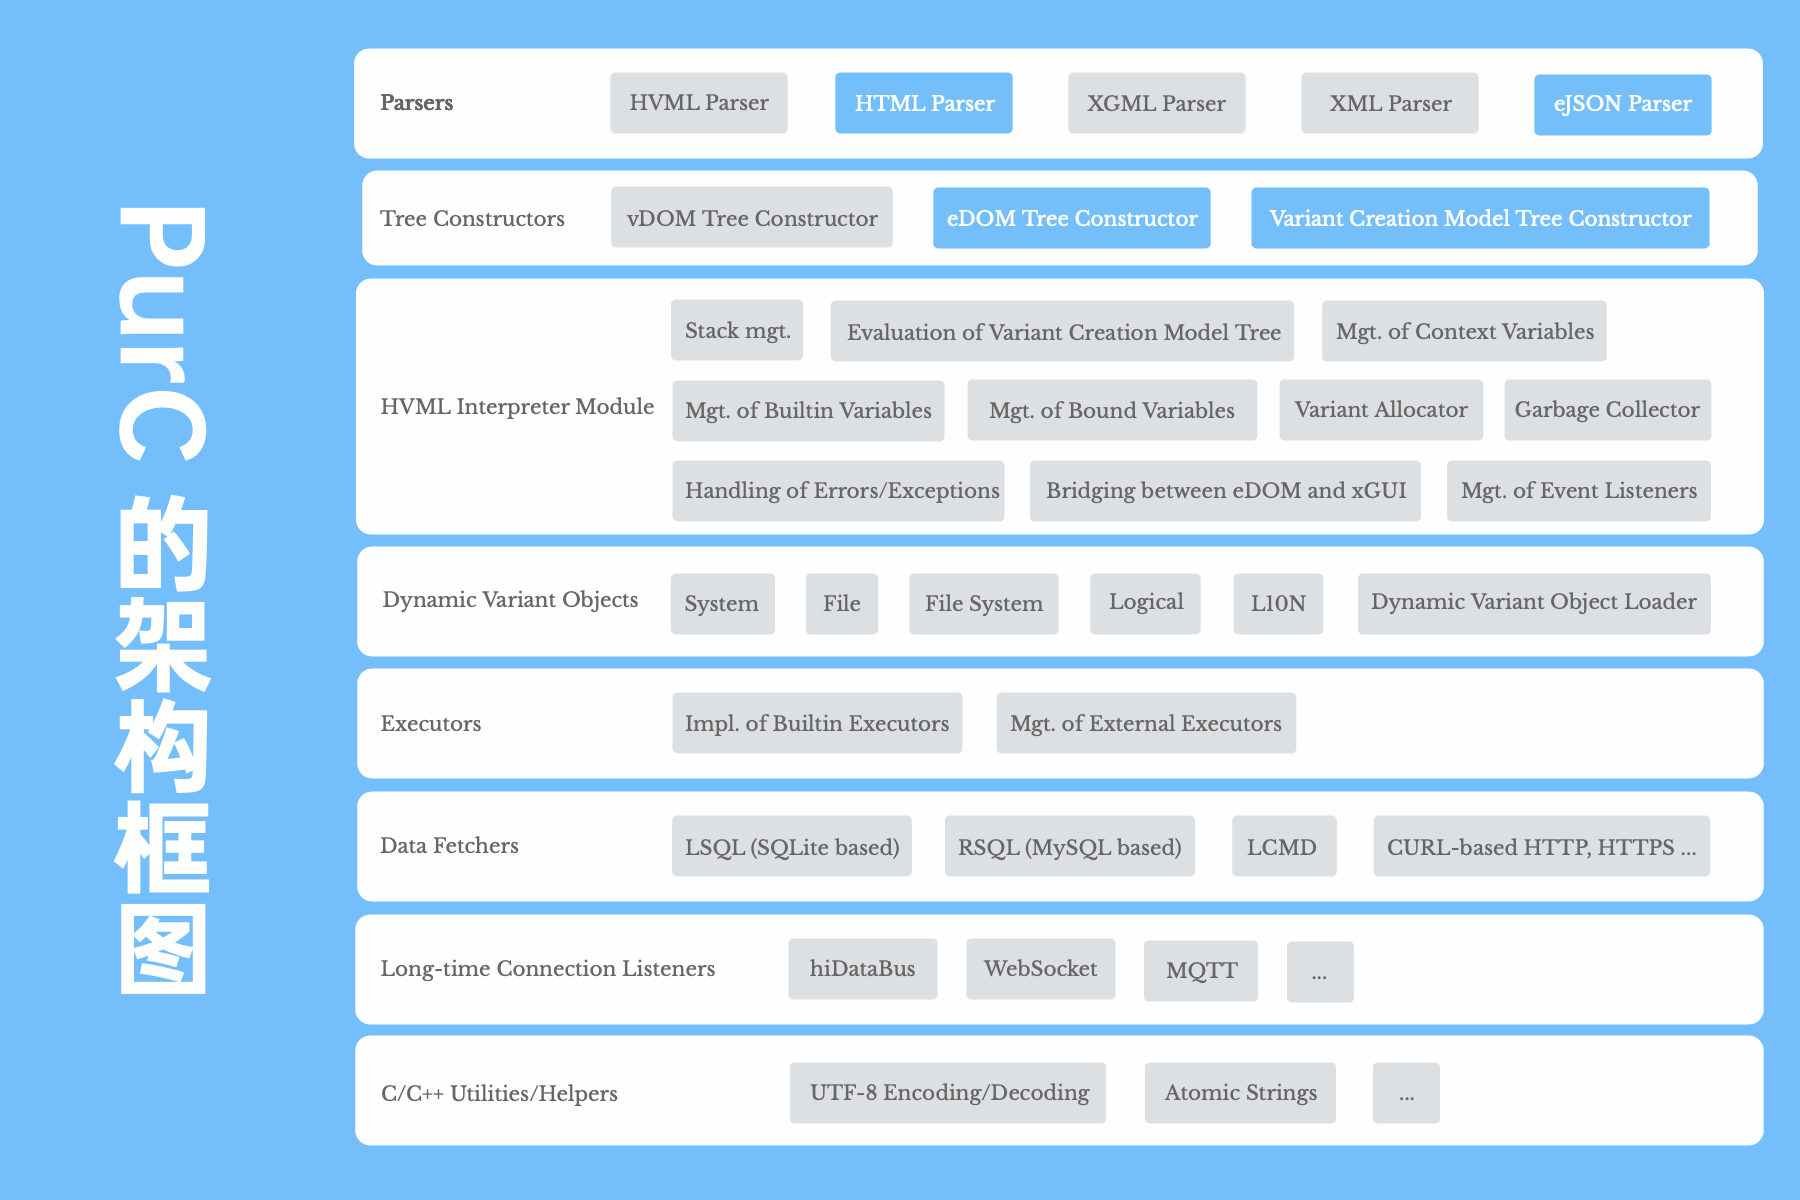 PurC 的架构框图
Parsers
HVML Parser
HTML Parser
XGML Parser
XML Parser
eJSON Parser
Tree Constructors
vDOM Tree Constructor
eDOM Tree Constructor
Variant Creation Model Tree Constructor
HVML Interpreter Module
Stack mgt.
Evaluation of Variant Creation Model Tree
Mgt. of Context Variables
Mgt. of Builtin Variables
Mgt. of Bound Variables
Variant Allocator
Garbage Collector
Handling of Errors/Exceptions
Bridging between eDOM and xGUI
Mgt. of Event Listeners
Dynamic Variant Objects
System
File
File System
Logical
L10N
Dynamic Variant Object Loader
Executors
Impl. of Builtin Executors
Mgt. of External Executors
Data Fetchers
LSQL (SQLite based)
RSQL (MySQL based)
LCMD
CURL-based HTTP, HTTPS ...
Long-time Connection Listeners
hiDataBus
WebSocket
MQTT
...
C/C++ Utilities/Helpers
UTF-8 Encoding/Decoding
Atomic Strings
...